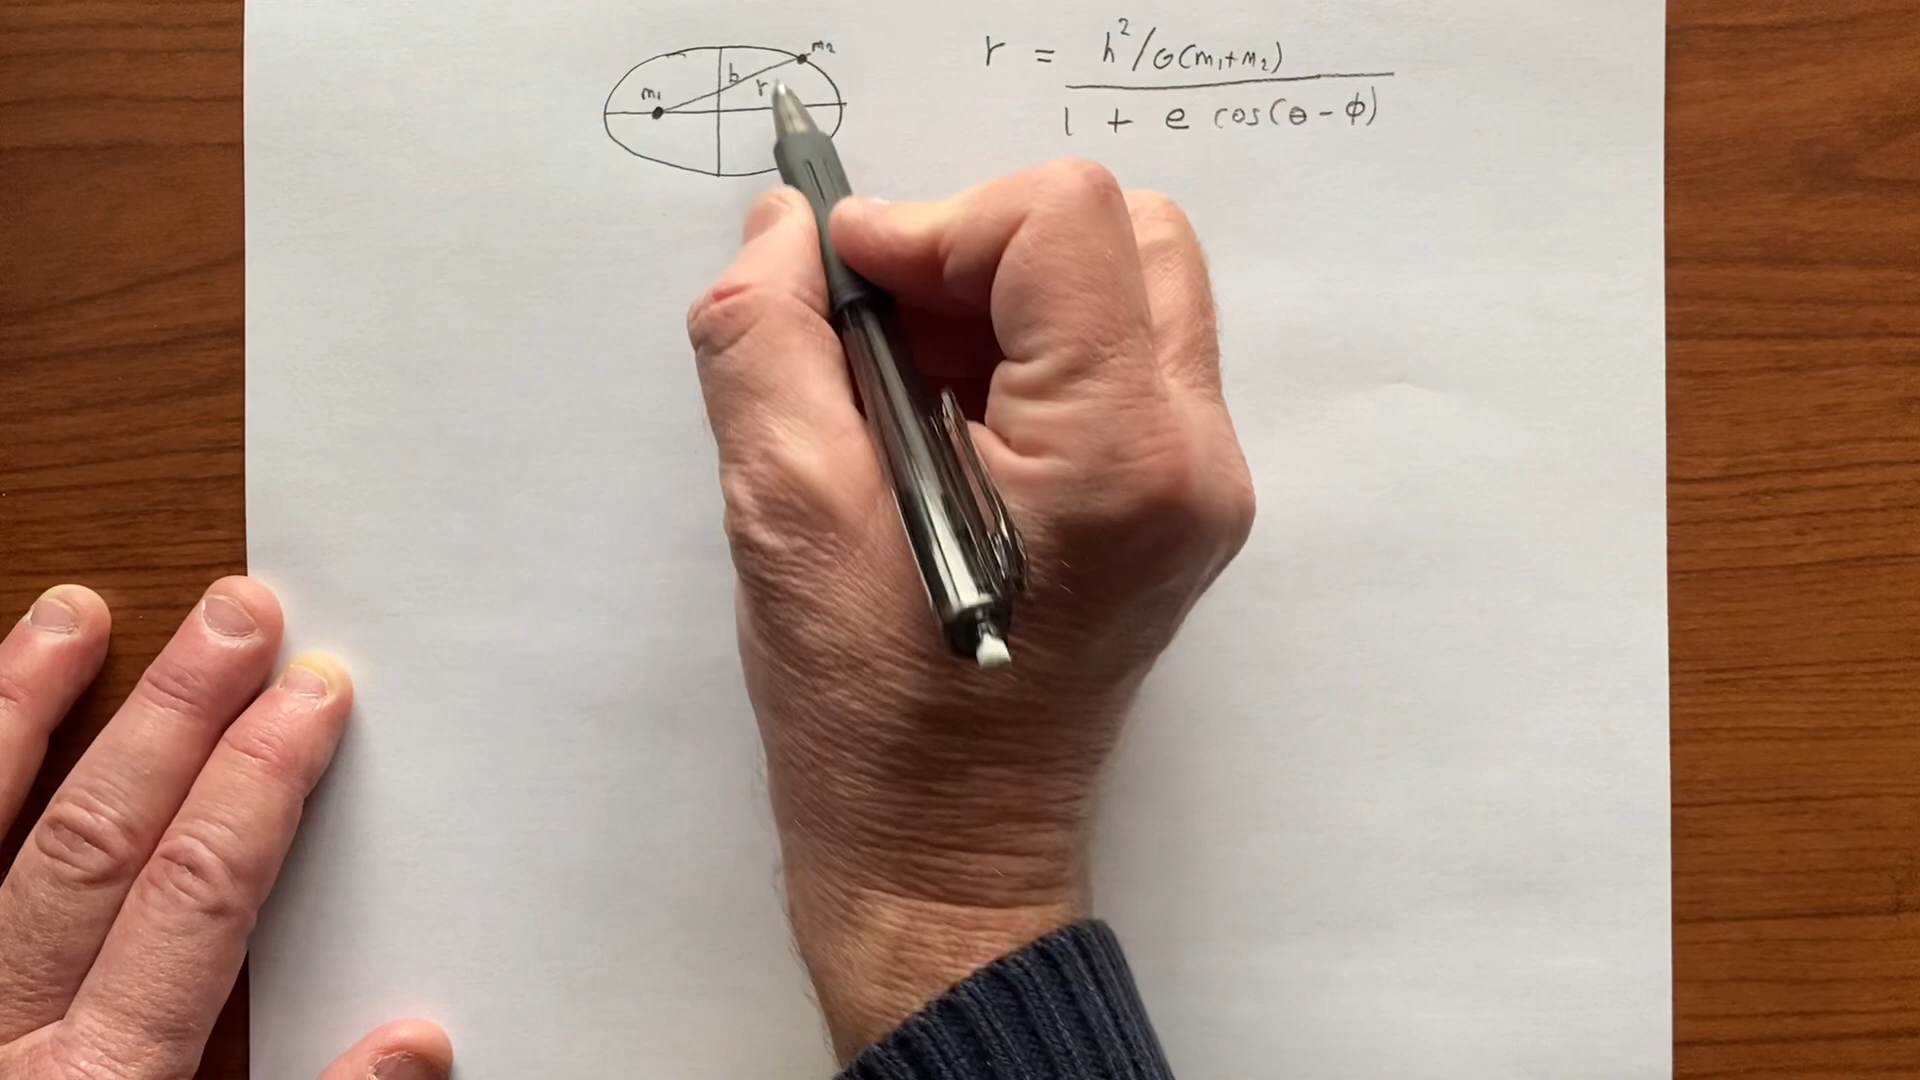 m₂
b
r
m₁
r = h²/G(m₁+m₂)
1 + e cos(θ-ϕ)